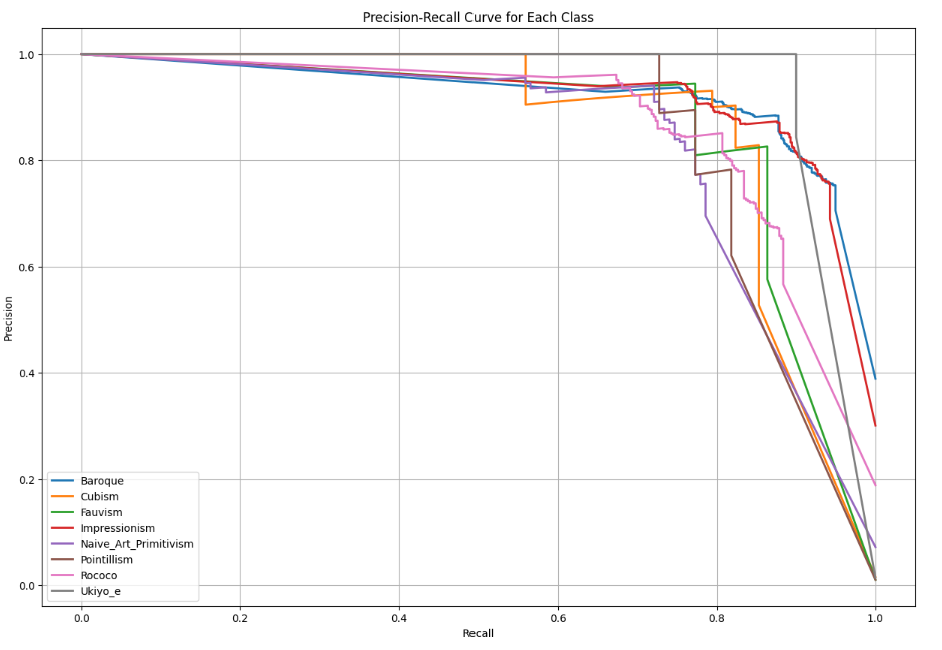 Precision-Recall Curve for Each Class
1.0
0.8
0.6
0.4
0.2
0.0
Precision
Baroque
Cubism
Fauvism
Impressionism
Naive_Art_Primitivism
Pointillism
Rococo
Ukiyo_e
0.0 0.2 0.4 0.6 0.8 1.0
Recall